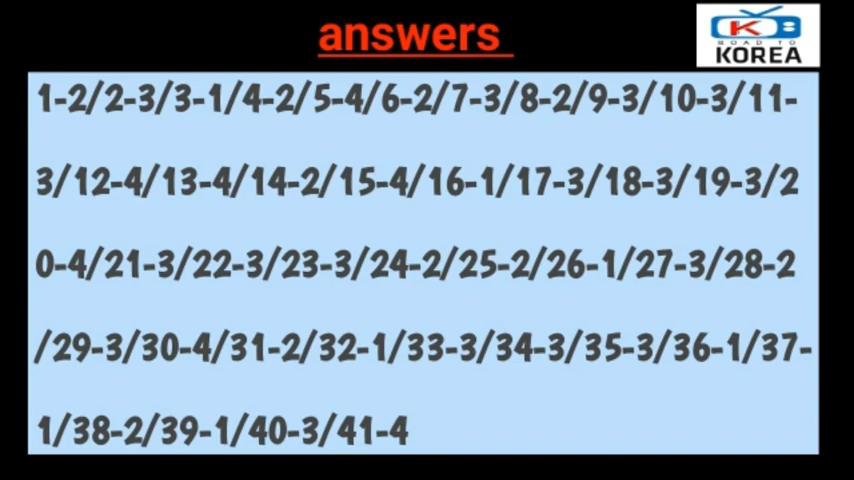 answers
KB
ROAD TO
KOREA
1-2/2-3/3-1/4-2/5-4/6-2/7-3/8-2/9-3/10-3/11-
3/12-4/13-4/14-2/15-4/16-1/17-3/18-3/19-3/2
0-4/21-3/22-3/23-3/24-2/25-2/26-1/27-3/28-2
/29-3/30-4/31-2/32-1/33-3/34-3/35-3/36-1/37-
1/38-2/39-1/40-3/41-4